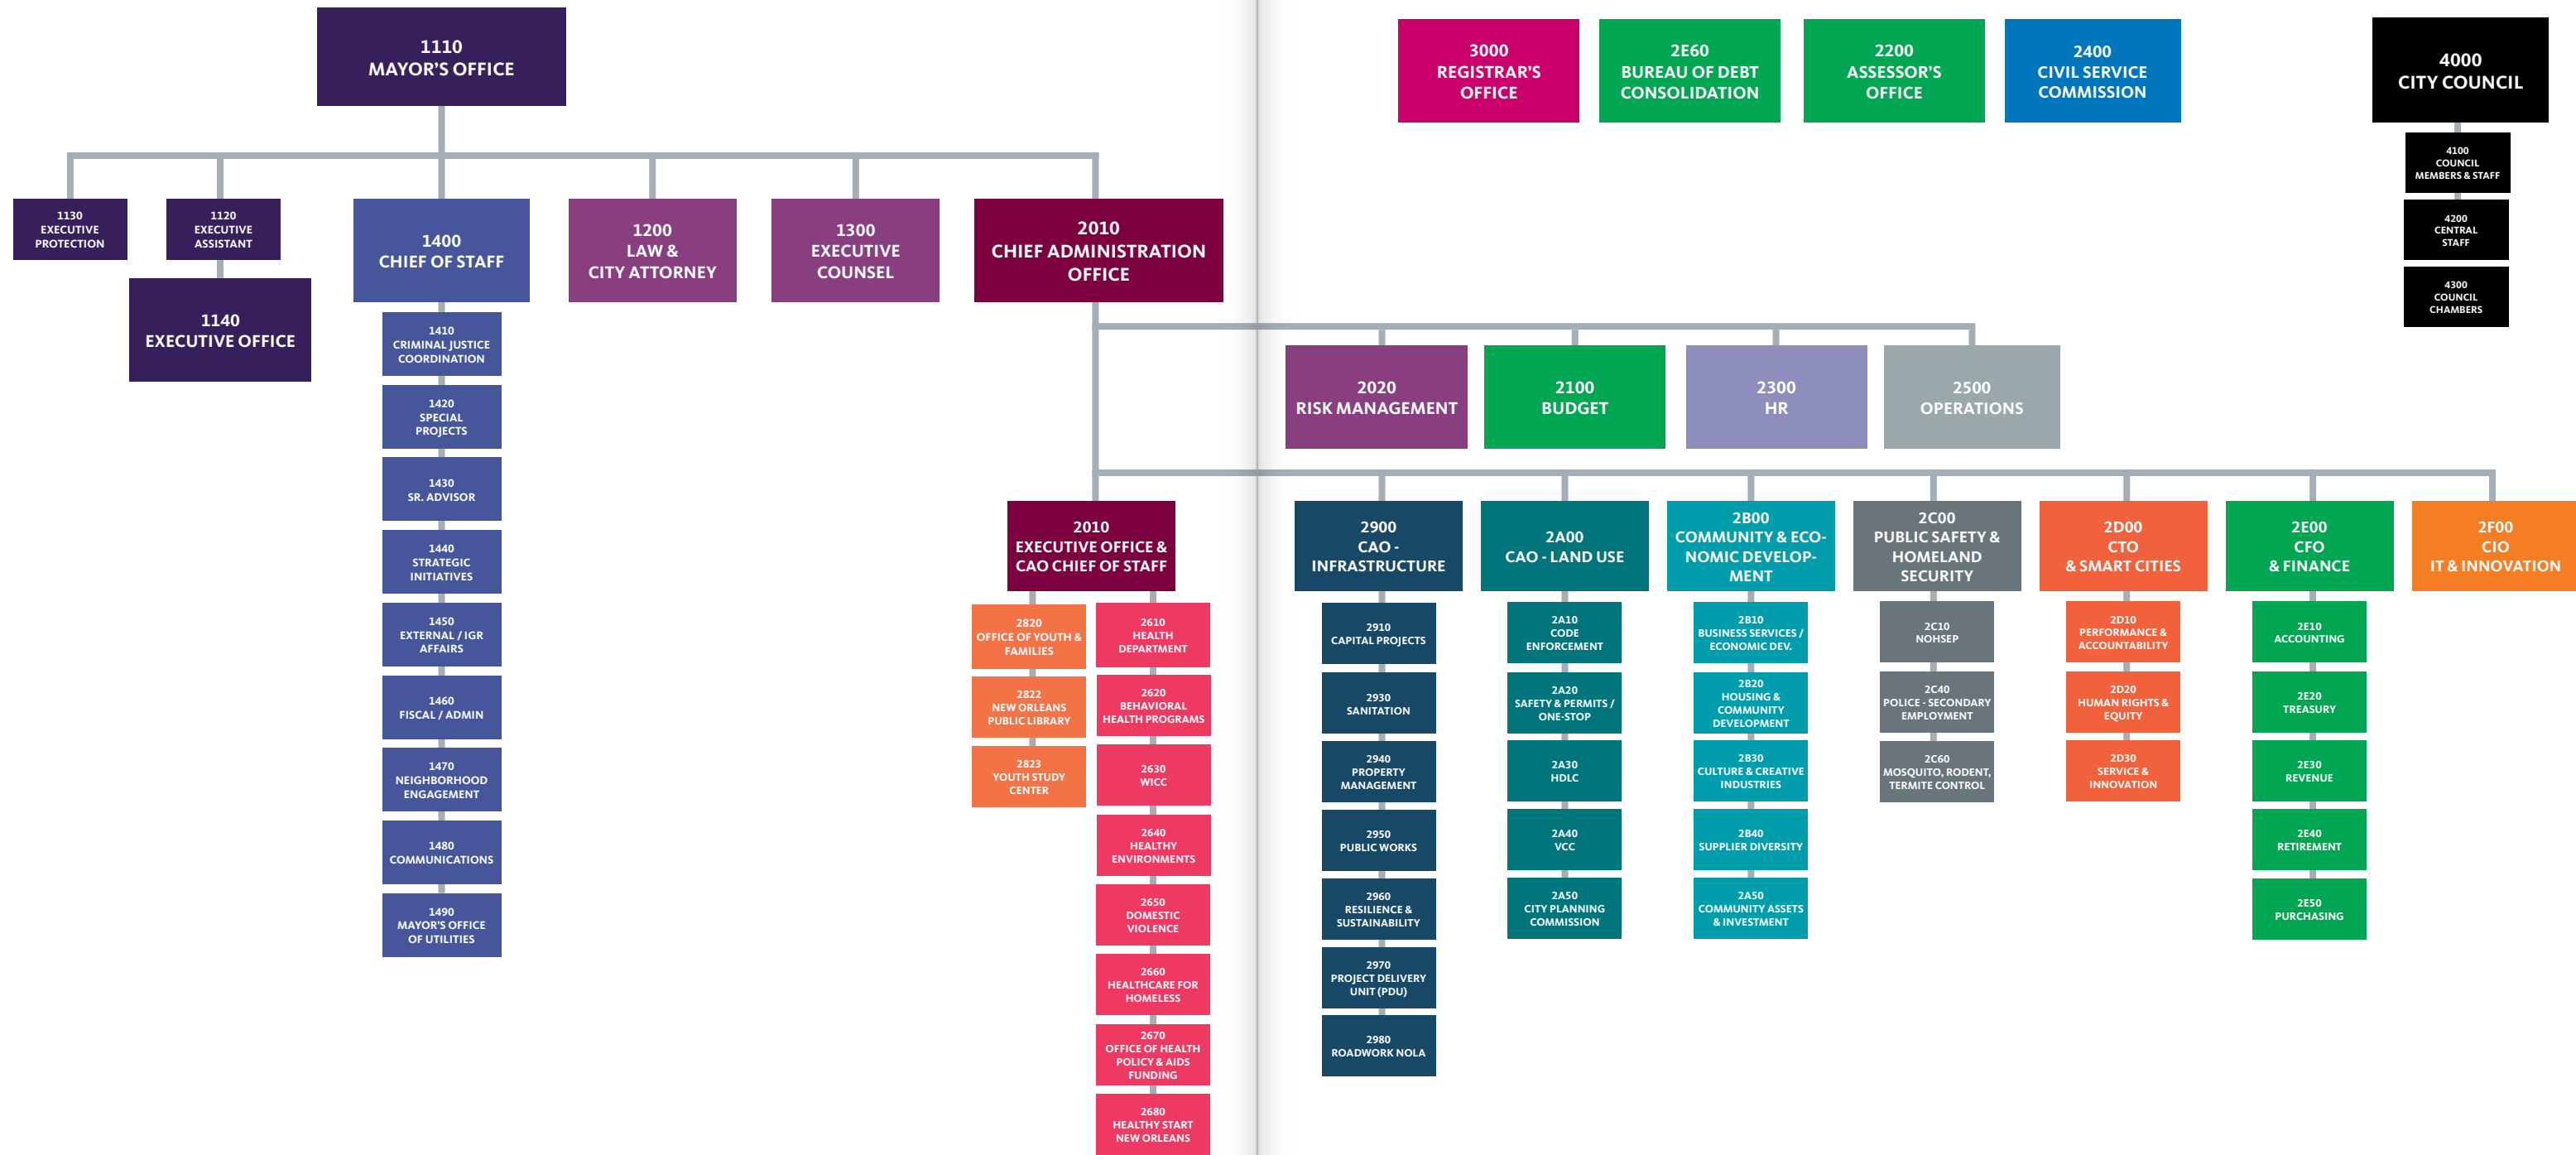 1110
MAYOR'S OFFICE
1130
EXECUTIVE
PROTECTION
1120
EXECUTIVE
ASSISTANT
1140
EXECUTIVE OFFICE
1400
CHIEF OF STAFF
1410
CRIMINAL JUSTICE
COORDINATION
1420
SPECIAL
PROJECTS
1430
SR. ADVISOR
1440
STRATEGIC
INITIATIVES
1450
EXTERNAL / IGR
AFFAIRS
1460
FISCAL / ADMIN
1470
NEIGHBORHOOD
ENGAGEMENT
1480
COMMUNICATIONS
1490
MAYOR'S OFFICE
OF UTILITIES
1200
LAW &
CITY ATTORNEY
1300
EXECUTIVE
COUNSEL
2010
CHIEF ADMINISTRATION
OFFICE
2020
RISK MANAGEMENT
2100
BUDGET
2300
HR
2500
OPERATIONS
2010
EXECUTIVE OFFICE &
CAO CHIEF OF STAFF
2820
OFFICE OF YOUTH &
FAMILIES
2822
NEW ORLEANS
PUBLIC LIBRARY
2823
YOUTH STUDY
CENTER
2610
HEALTH
DEPARTMENT
2620
BEHAVIORAL
HEALTH PROGRAMS
2630
WICC
2640
HEALTHY
ENVIRONMENTS
2650
DOMESTIC
VIOLENCE
2660
HEALTHCARE FOR
HOMELESS
2670
OFFICE OF HEALTH
POLICY & AIDS
FUNDING
2680
HEALTHY START
NEW ORLEANS
2900
CAO -
INFRASTRUCTURE
2910
CAPITAL PROJECTS
2930
SANITATION
2940
PROPERTY
MANAGEMENT
2950
PUBLIC WORKS
2960
RESILIENCE &
SUSTAINABILITY
2970
PROJECT DELIVERY
UNIT (PDU)
2980
ROADWORK NOLA
2A00
CAO - LAND USE
2A10
CODE
ENFORCEMENT
2A20
SAFETY & PERMITS /
ONE-STOP
2A30
HDLC
2A40
VCC
2A50
CITY PLANNING
COMMISSION
2B00
COMMUNITY & ECO-
NOMIC DEVELOP-
MENT
2B10
BUSINESS SERVICES /
ECONOMIC DEV.
2B20
HOUSING &
COMMUNITY
DEVELOPMENT
2B30
CULTURE & CREATIVE
INDUSTRIES
2B40
SUPPLIER DIVERSITY
2A50
COMMUNITY ASSETS
& INVESTMENT
2C00
PUBLIC SAFETY &
HOMELAND
SECURITY
2C10
NOHSEP
2C40
POLICE - SECONDARY
EMPLOYMENT
2C60
MOSQUITO, RODENT,
TERMITE CONTROL
2D00
CTO
& SMART CITIES
2D10
PERFORMANCE &
ACCOUNTABILITY
2D20
HUMAN RIGHTS &
EQUITY
2D30
SERVICE &
INNOVATION
2E00
CFO
& FINANCE
2E10
ACCOUNTING
2E20
TREASURY
2E30
REVENUE
2E40
RETIREMENT
2E50
PURCHASING
2F00
CIO
IT & INNOVATION
3000
REGISTRAR'S
OFFICE
2E60
BUREAU OF DEBT
CONSOLIDATION
2200
ASSESSOR'S
OFFICE
2400
CIVIL SERVICE
COMMISSION
4000
CITY COUNCIL
4100
COUNCIL
MEMBERS & STAFF
4200
CENTRAL
STAFF
4300
COUNCIL
CHAMBERS